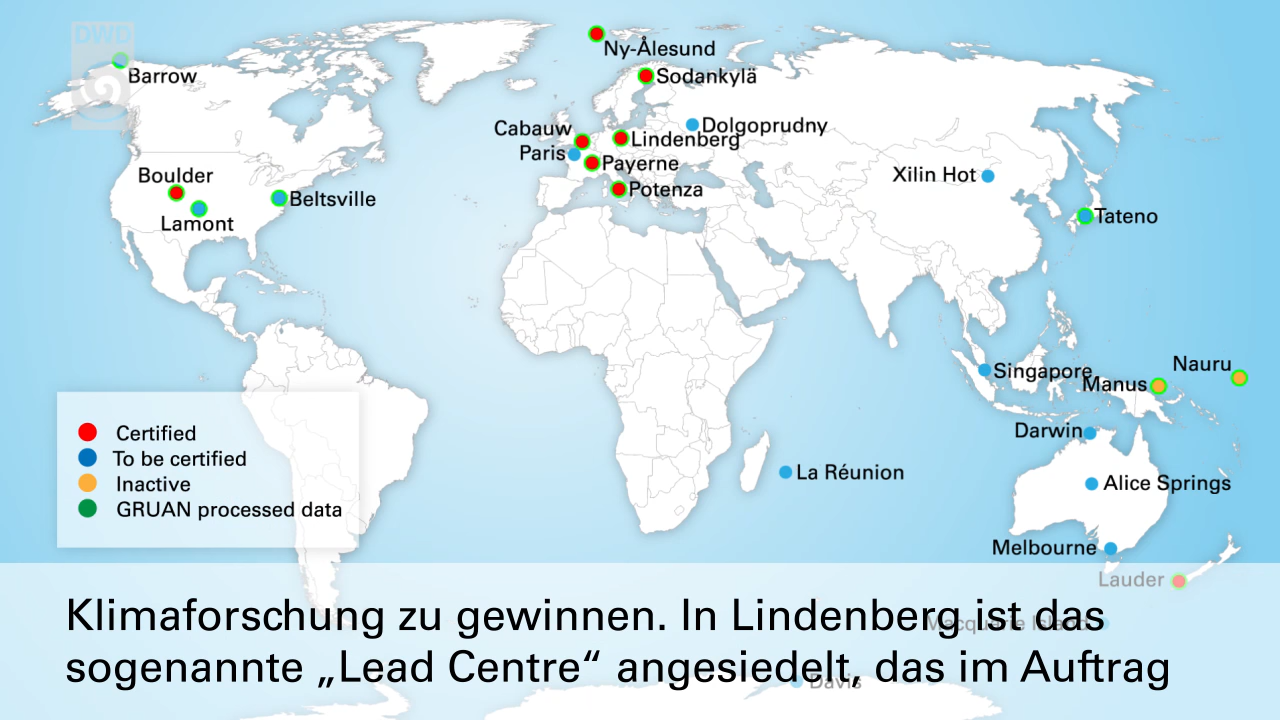 DWD
Ny-Ålesund
Barrow
Sodankylä
Cabauw
Dolgoprudny
Lindenberg
Paris
Payerne
Boulder
Xilin Hot
Potenza
Beltsville
Lamont
Tateno
Nauru
Singapore
Manus
Darwin
Certified
To be certified
La Réunion
Inactive
Alice Springs
GRUAN processed data
Melbourne
Lauder
Macquarie Island
Klimaforschung zu gewinnen. In Lindenberg ist das
sogenannte „Lead Centre“ angesiedelt, das im Auftrag
Davis